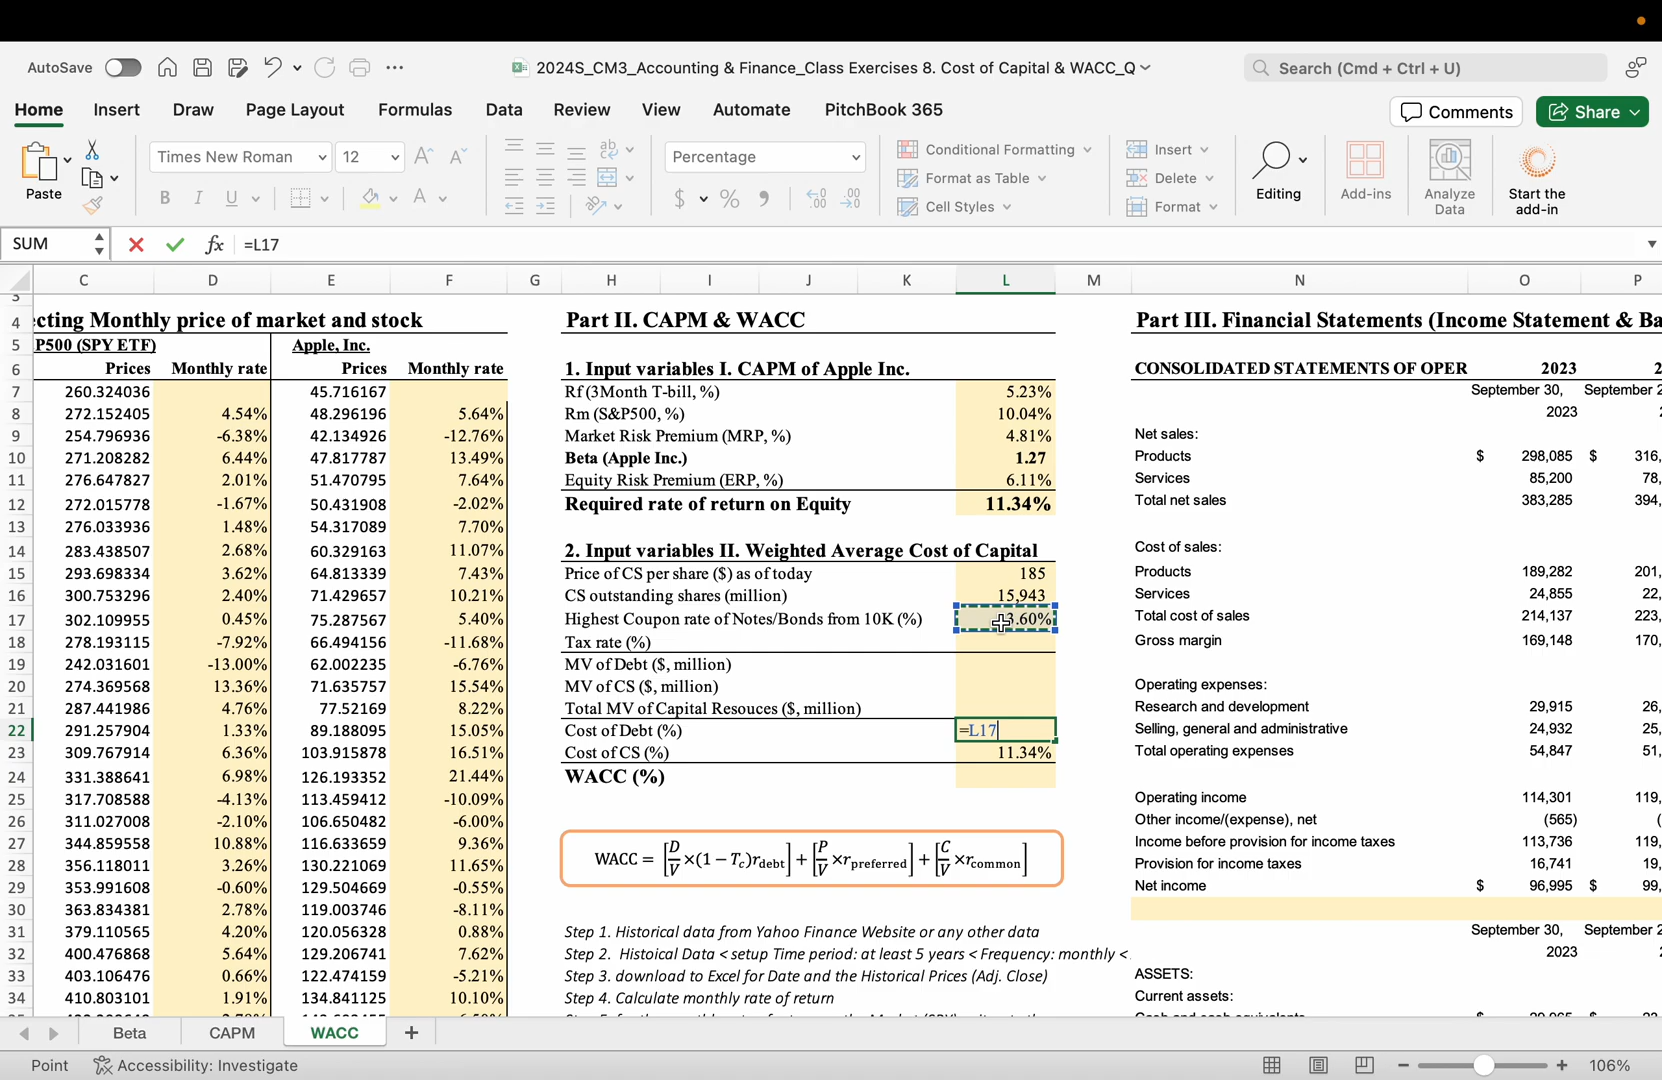 AutoSave
2024S_CM3_Accounting & Finance_Class Exercises 8. Cost of Capital & WACC_Q
Search (Cmd + Ctrl + U)
Home Insert Draw Page Layout Formulas Data Review View Automate PitchBook 365
Comments Share
Paste
Times New Roman 12
B I U A
Percentage
$ % ,
Conditional Formatting
Format as Table
Cell Styles
Insert
Delete
Format
Editing
Add-ins
Analyze
Data
Start the
add-in
SUM fx =L17
C D E F G H I J K L M N O P
4 ecting Monthly price of market and stock Part II. CAPM & WACC Part III. Financial Statements (Income Statement & Ba
5 P500 (SPY ETF) Apple, Inc.
6 Prices Monthly rate Prices Monthly rate 1. Input variables I. CAPM of Apple Inc. CONSOLIDATED STATEMENTS OF OPER 2023 2
7 260.324036 45.716167 Rf (3Month T-bill, %) 5.23% September 30, September 2
8 272.152405 4.54% 48.296196 5.64% Rm (S&P500, %) 10.04% 2023
9 254.796936 -6.38% 42.134926 -12.76% Market Risk Premium (MRP, %) 4.81% Net sales:
10 271.208282 6.44% 47.817787 13.49% Beta (Apple Inc.) 1.27 Products $ 298,085 $ 316,
11 276.647827 2.01% 51.470795 7.64% Equity Risk Premium (ERP, %) 6.11% Services 85,200 78,
12 272.015778 -1.67% 50.431908 -2.02% Required rate of return on Equity 11.34% Total net sales 383,285 394,
13 276.033936 1.48% 54.317089 7.70%
14 283.438507 2.68% 60.329163 11.07% 2. Input variables II. Weighted Average Cost of Capital Cost of sales:
15 293.698334 3.62% 64.813339 7.43% Price of CS per share ($) as of today 185 Products 189,282 201,
16 300.753296 2.40% 71.429657 10.21% CS outstanding shares (million) 15,943 Services 24,855 22,
17 302.109955 0.45% 75.287567 5.40% Highest Coupon rate of Notes/Bonds from 10K (%) 3.60% Total cost of sales 214,137 223,
18 278.193115 -7.92% 66.494156 -11.68% Tax rate (%) Gross margin 169,148 170,
19 242.031601 -13.00% 62.002235 -6.76% MV of Debt ($, million)
20 274.369568 13.36% 71.635757 15.54% MV of CS ($, million) Operating expenses:
21 287.441986 4.76% 77.52169 8.22% Total MV of Capital Resouces ($, million) Research and development 29,915 26,
22 291.257904 1.33% 89.188095 15.05% Cost of Debt (%) =L17 Selling, general and administrative 24,932 25,
23 309.767914 6.36% 103.915878 16.51% Cost of CS (%) 11.34% Total operating expenses 54,847 51,
24 331.388641 6.98% 126.193352 21.44% WACC (%)
25 317.708588 -4.13% 113.459412 -10.09% Operating income 114,301 119,
26 311.027008 -2.10% 106.650482 -6.00% Other income/(expense), net (565) (
27 344.859558 10.88% 116.633659 9.36% Income before provision for income taxes 113,736 119,
28 356.118011 3.26% 130.221069 11.65% WACC = [D/V ×(1 − Tc)rdebt] + [P/V ×rpreferred] + [C/V ×rcommon] Provision for income taxes 16,741 19,
29 353.991608 -0.60% 129.504669 -0.55% Net income $ 96,995 $ 99,
30 363.834381 2.78% 119.003746 -8.11%
31 379.110565 4.20% 120.056328 0.88% Step 1. Historical data from Yahoo Finance Website or any other data September 30, September 2
32 400.476868 5.64% 129.206741 7.62% Step 2. Histoical Data < setup Time period: at least 5 years < Frequency: monthly < 2023
33 403.106476 0.66% 122.474159 -5.21% Step 3. download to Excel for Date and the Historical Prices (Adj. Close) ASSETS:
34 410.803101 1.91% 134.841125 10.10% Step 4. Calculate monthly rate of return Current assets:
Beta CAPM WACC +
Point Accessibility: Investigate 106%